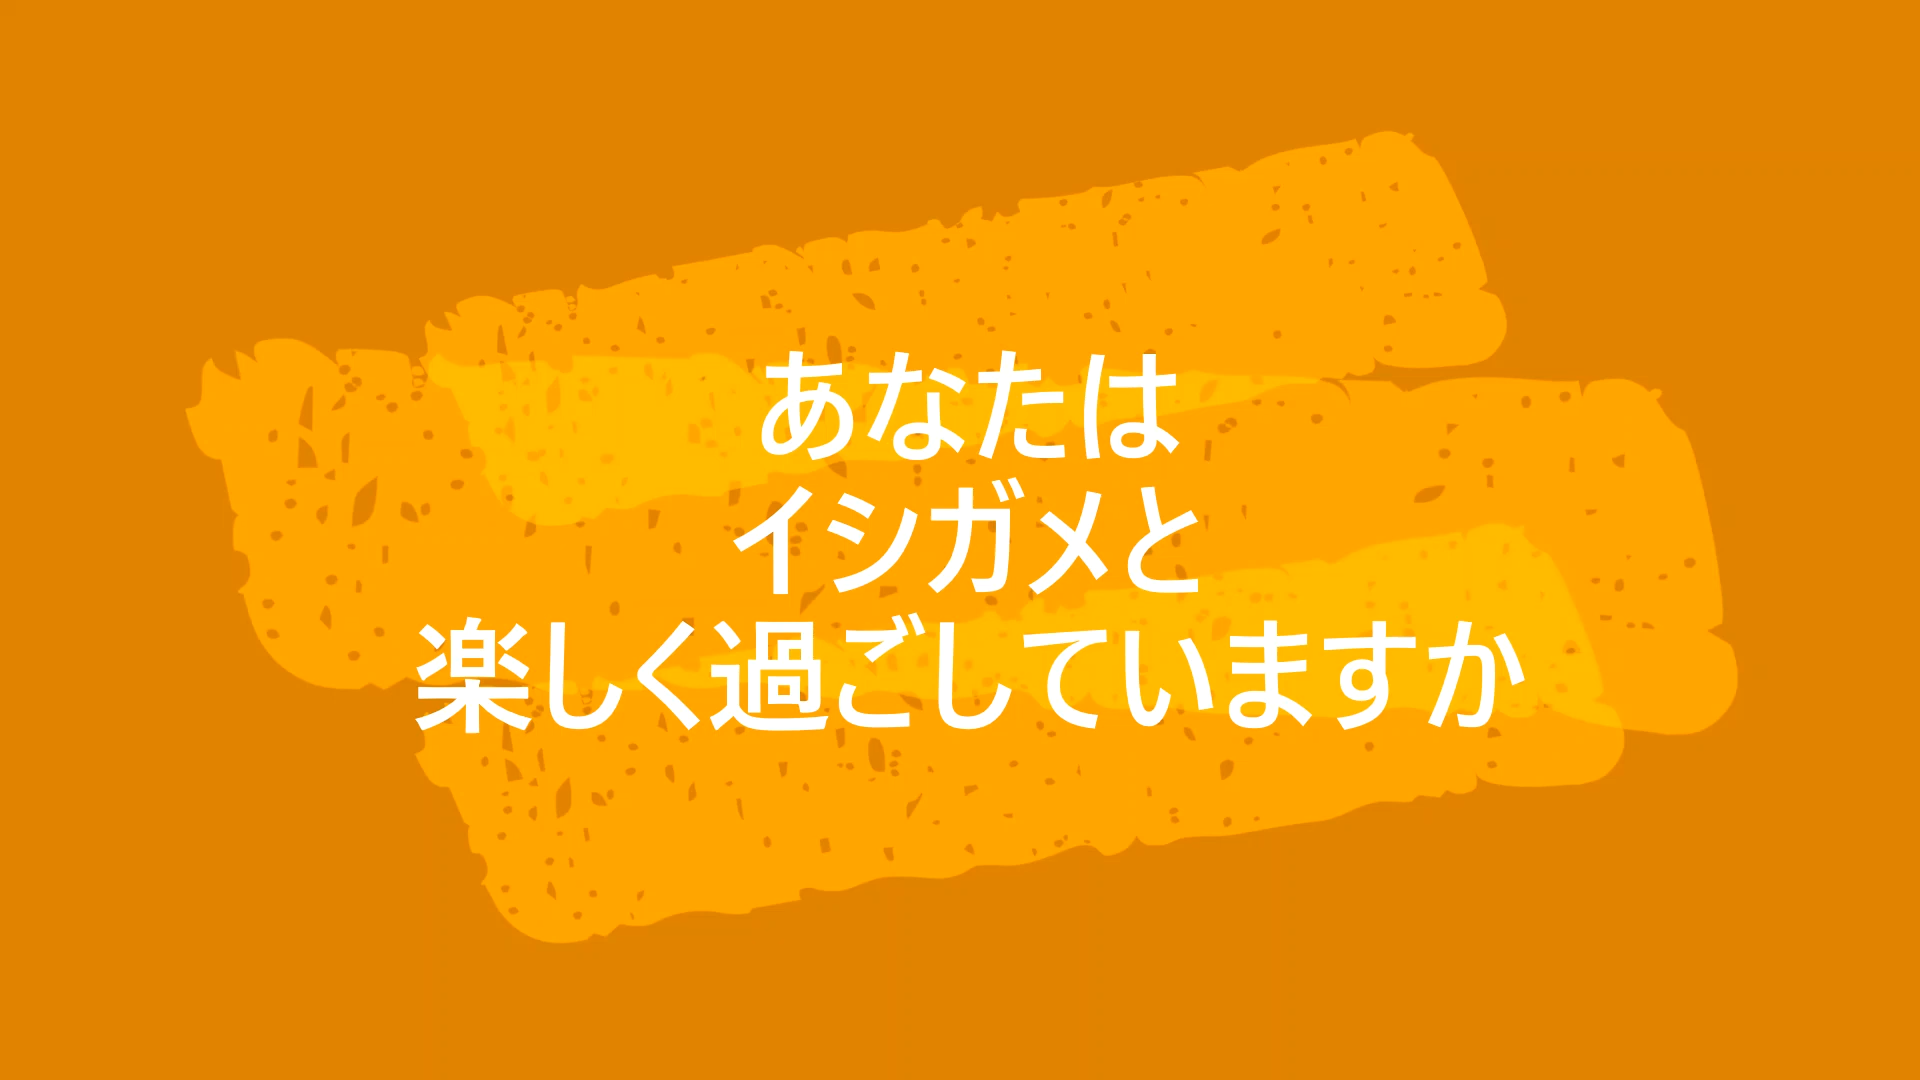 あなたは
イシガメと
楽しく過ごしていますか